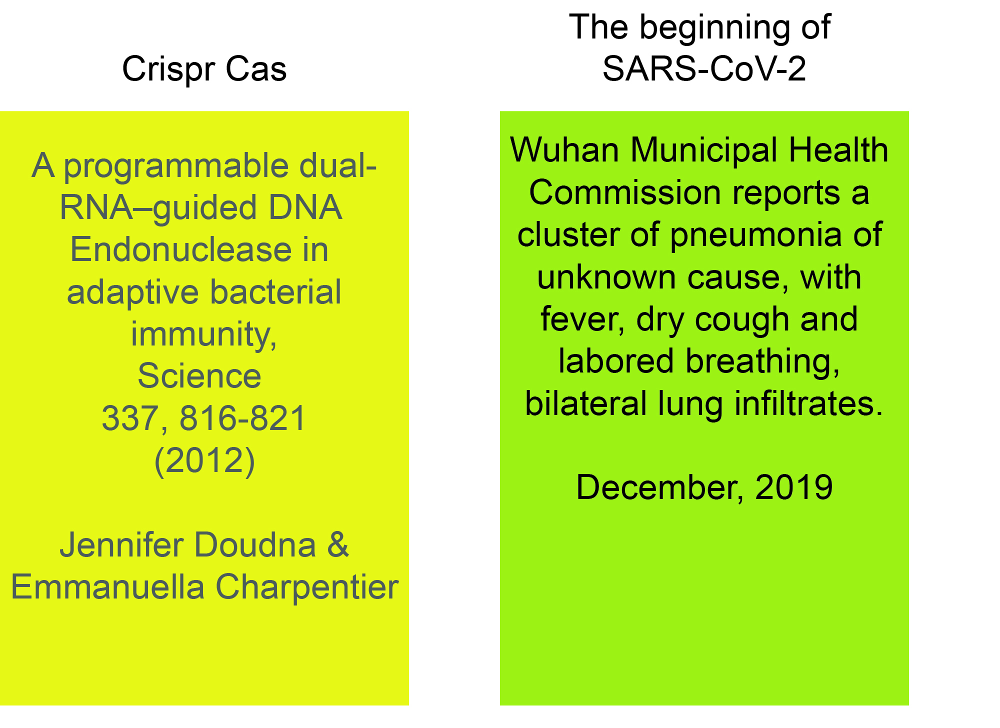 Crispr Cas
A programmable dual-
RNA–guided DNA
Endonuclease in
adaptive bacterial
immunity,
Science
337, 816-821
(2012)
Jennifer Doudna &
Emmanuella Charpentier
The beginning of
SARS-CoV-2
Wuhan Municipal Health
Commission reports a
cluster of pneumonia of
unknown cause, with
fever, dry cough and
labored breathing,
bilateral lung infiltrates.
December, 2019